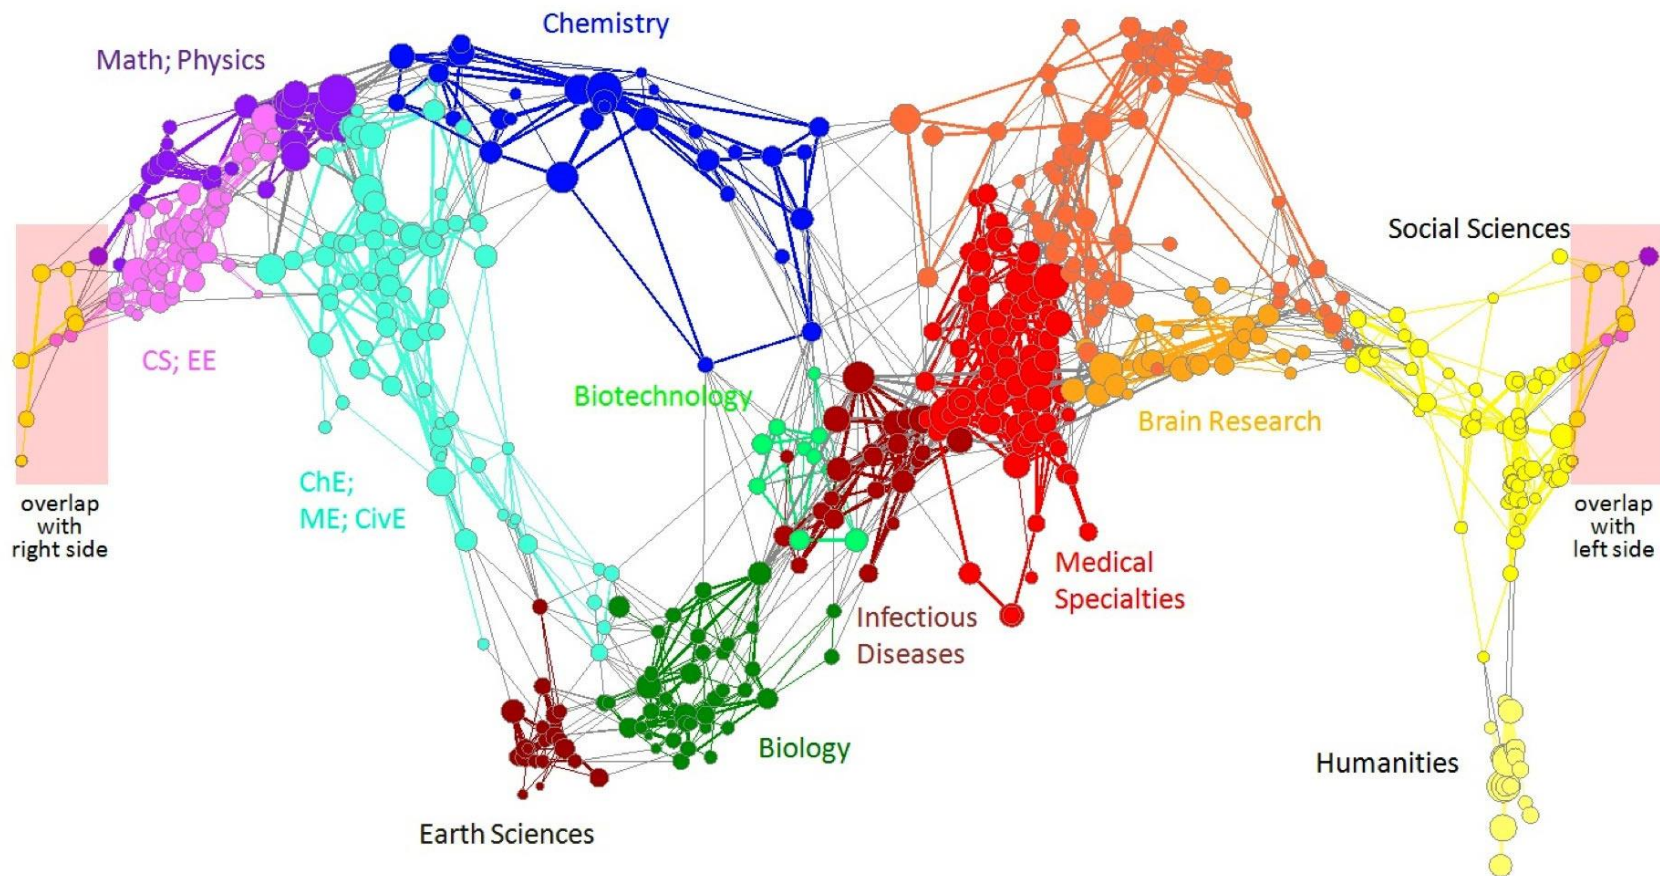 Chemistry
Math; Physics
Social Sciences
CS; EE
Biotechnology
Brain Research
ChE;
ME; CivE
overlap
with
right side
overlap
with
left side
Medical
Specialties
Infectious
Diseases
Biology
Humanities
Earth Sciences